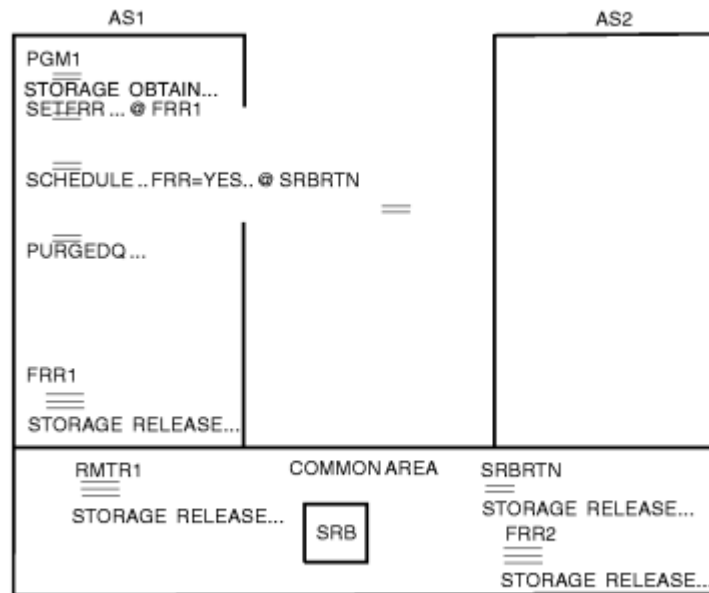 AS1
AS2
PGM1
STORAGE OBTAIN...
SETFRR ... @ FRR1
SCHEDULE .. FRR=YES.. @ SRBRTN
PURGEDQ ...
FRR1
STORAGE RELEASE...
RMTR1
COMMON AREA
SRBRTN
STORAGE RELEASE...
STORAGE RELEASE...
SRB
FRR2
STORAGE RELEASE...